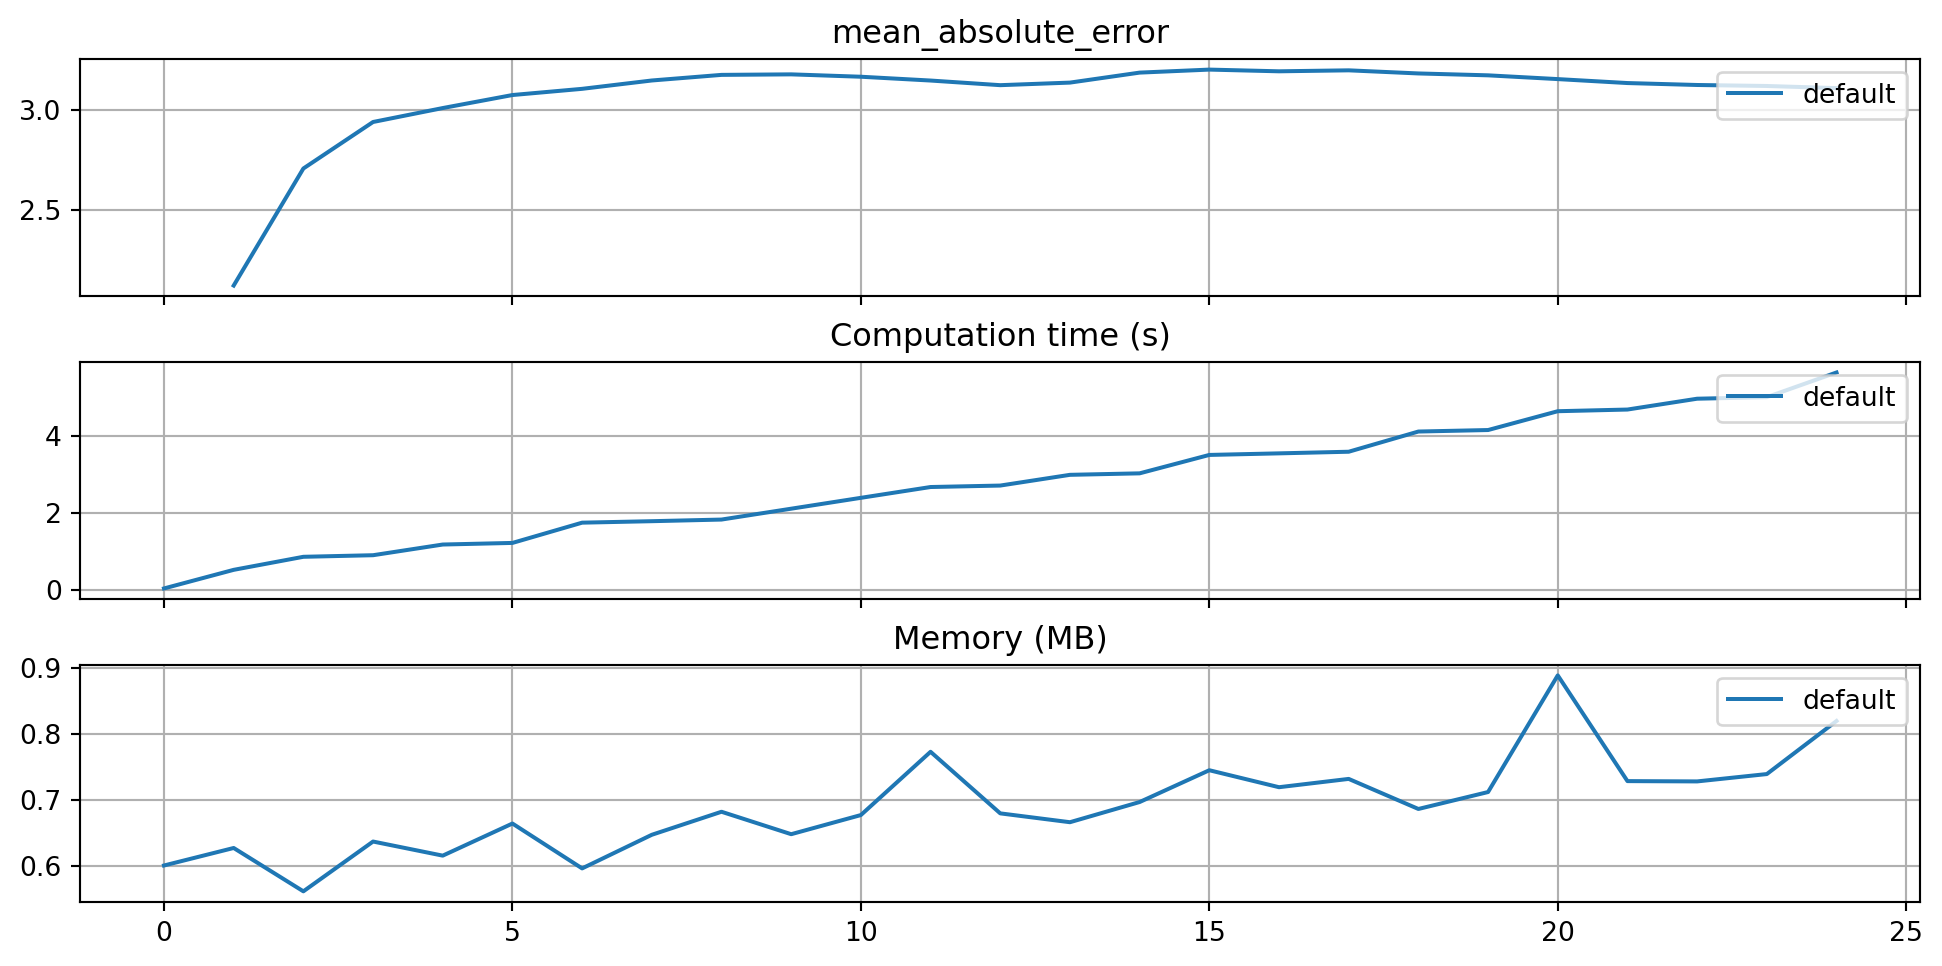 mean_absolute_error
3.0
2.5
default
Computation time (s)
4
2
0
default
Memory (MB)
0.9
0.8
0.7
0.6
default
0 5 10 15 20 25